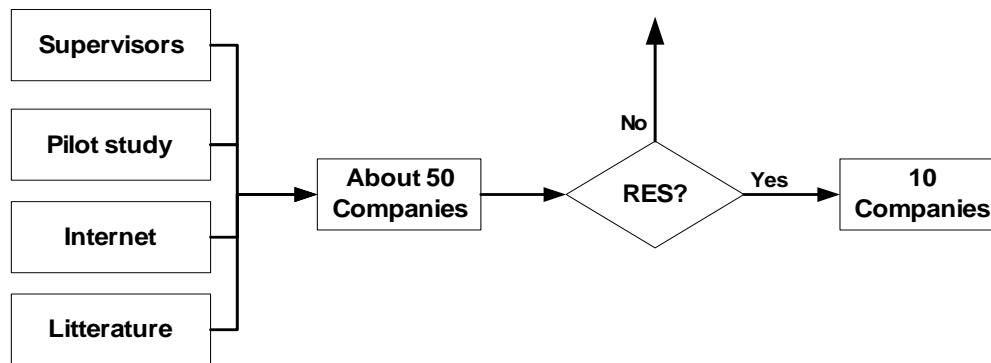 Supervisors
Pilot study
Internet
Litterature
About 50
Companies
RES?
No
Yes
10
Companies